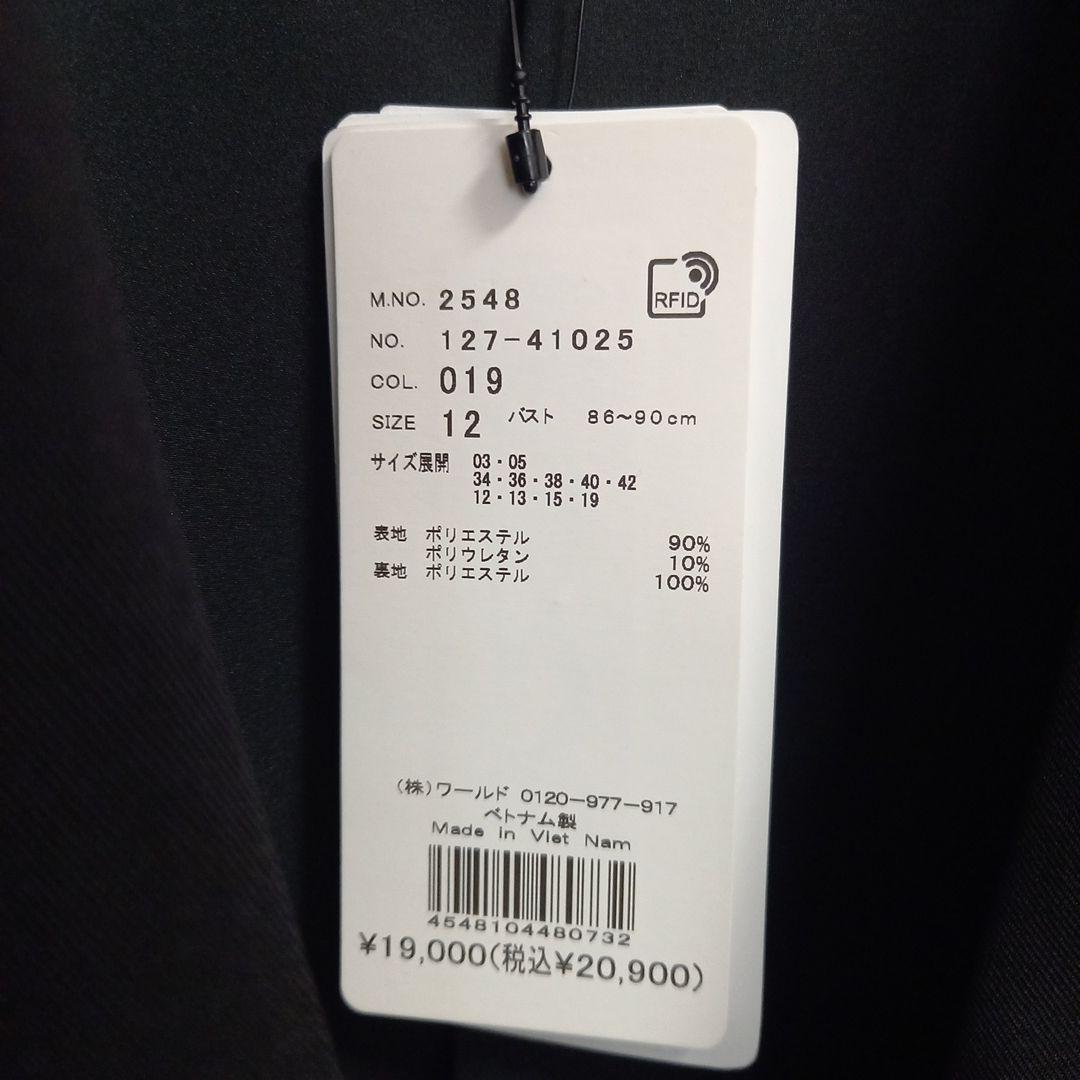 RFID
M.NO. 2548
NO. 127-41025
COL. 019
SIZE 12 バスト 86～90cm
サイズ展開 03・05
34・36・38・40・42
12・13・15・19
表地 ポリエステル 90%
ポリウレタン 10%
裏地 ポリエステル 100%
(株)ワールド 0120-977-917
ベトナム製
Made in Viet Nam
4548104480732
¥19,000(税込¥20,900)